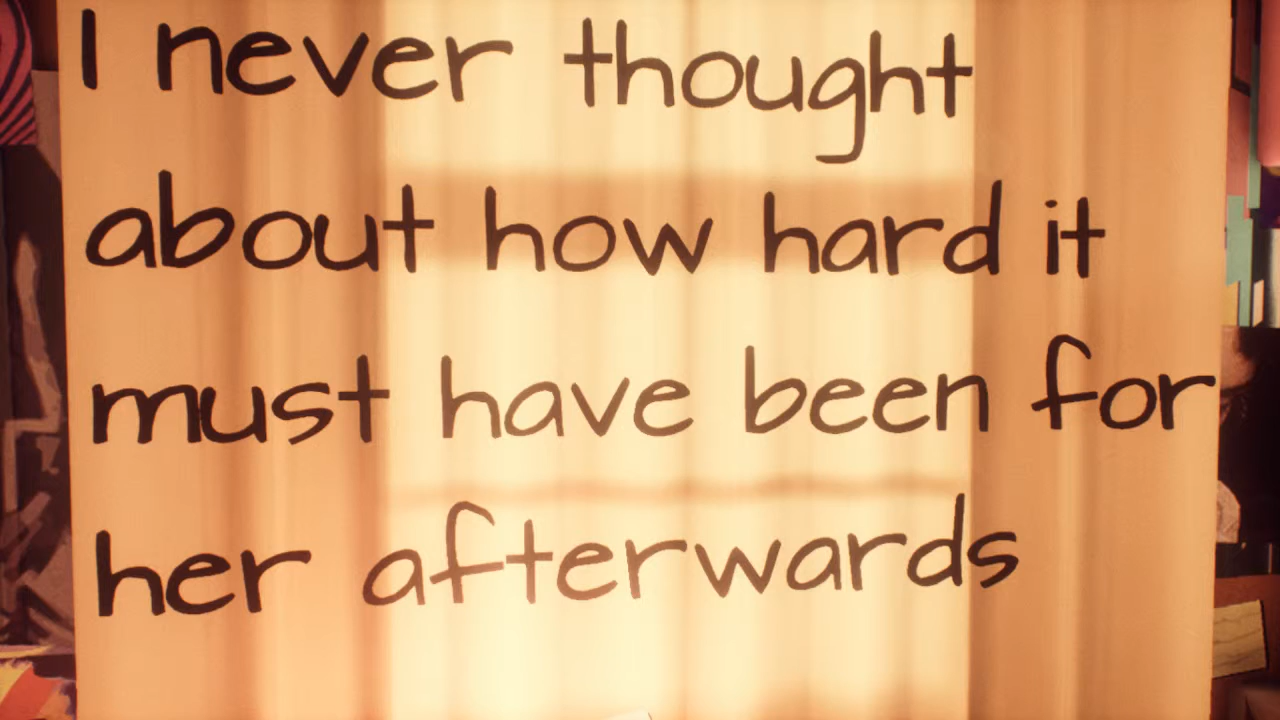 I never thought
about how hard it
must have been for
her afterwards